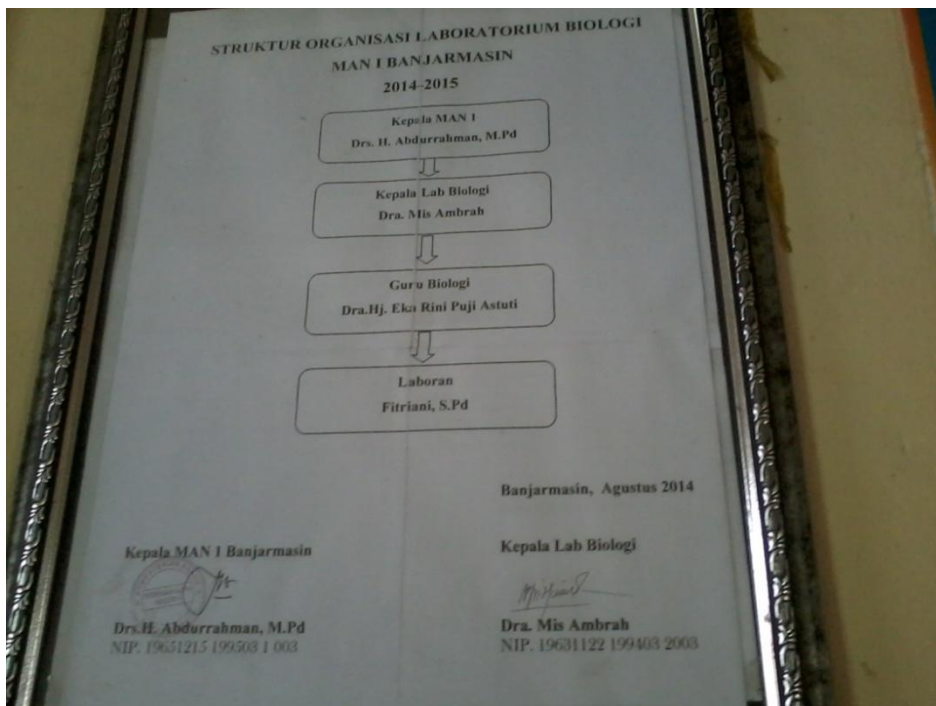 STRUKTUR ORGANISASI LABORATORIUM BIOLOGI
MAN I BANJARMASIN
2014-2015
Kepala MAN 1
Drs. H. Abdurrahman, M.Pd
Kepala Lab Biologi
Dra. Mis Ambrah
Guru Biologi
Dra.Hj. Eka Rini Puji Astuti
Laboran
Fitriani, S.Pd
Banjarmasin, Agustus 2014
Kepala MAN 1 Banjarmasin
Kepala Lab Biologi
Drs.H. Abdurrahman, M.Pd
NIP. 19651215 199503 1 003
Dra. Mis Ambrah
NIP. 19631122 199403 2003